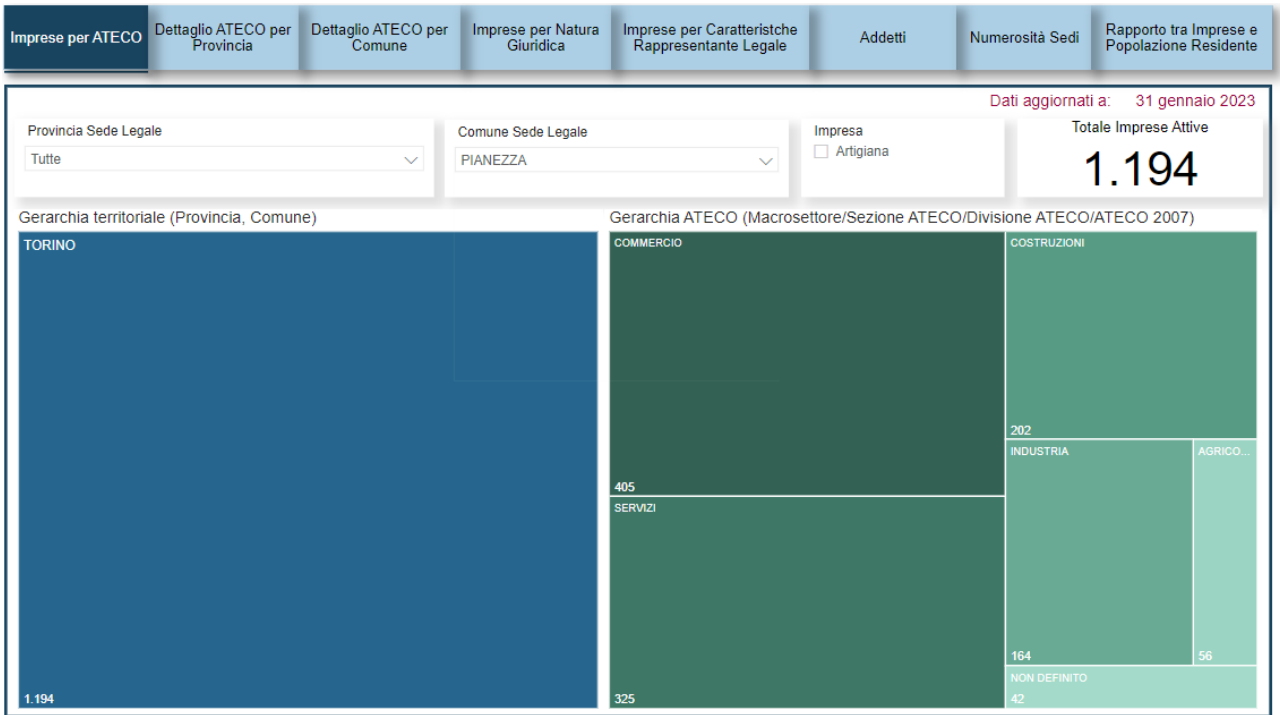 Imprese per ATECO
Dettaglio ATECO per
Provincia
Dettaglio ATECO per
Comune
Imprese per Natura
Giuridica
Imprese per Caratteristche
Rappresentante Legale
Addetti
Numerosità Sedi
Rapporto tra Imprese e
Popolazione Residente
Dati aggiornati a: 31 gennaio 2023
Provincia Sede Legale
Tutte
Comune Sede Legale
PIANEZZA
Impresa
Artigiana
Totale Imprese Attive
1.194
Gerarchia territoriale (Provincia, Comune)
TORINO
1.194
Gerarchia ATECO (Macrosettore/Sezione ATECO/Divisione ATECO/ATECO 2007)
COMMERCIO
405
SERVIZI
325
COSTRUZIONI
202
INDUSTRIA
164
AGRICO...
56
NON DEFINITO
42